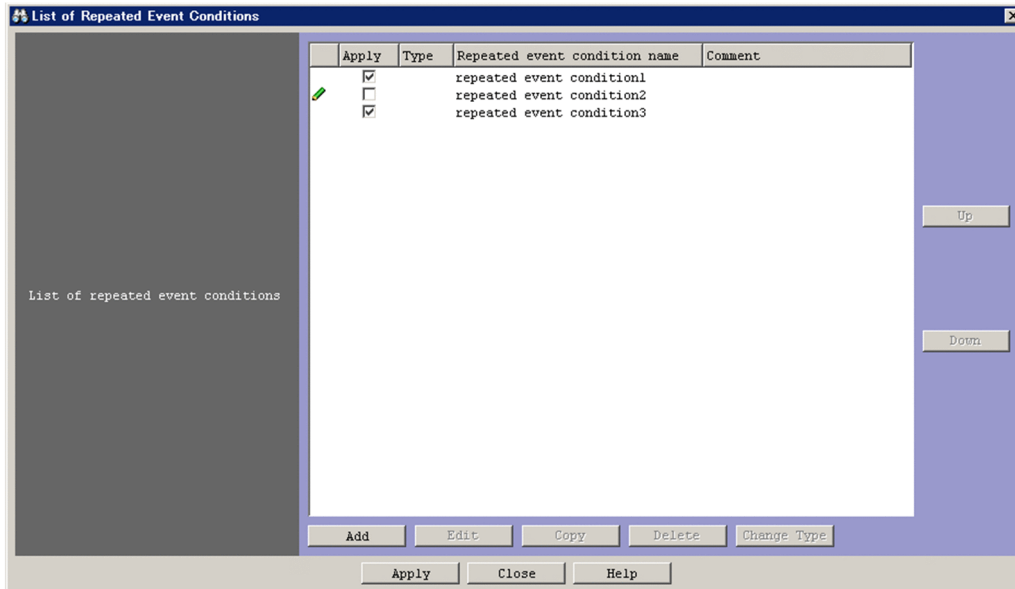 List of Repeated Event Conditions
Apply Type Repeated event condition name Comment
repeated event condition1
repeated event condition2
repeated event condition3
Up
List of repeated event conditions
Down
Add Edit Copy Delete Change Type
Apply Close Help